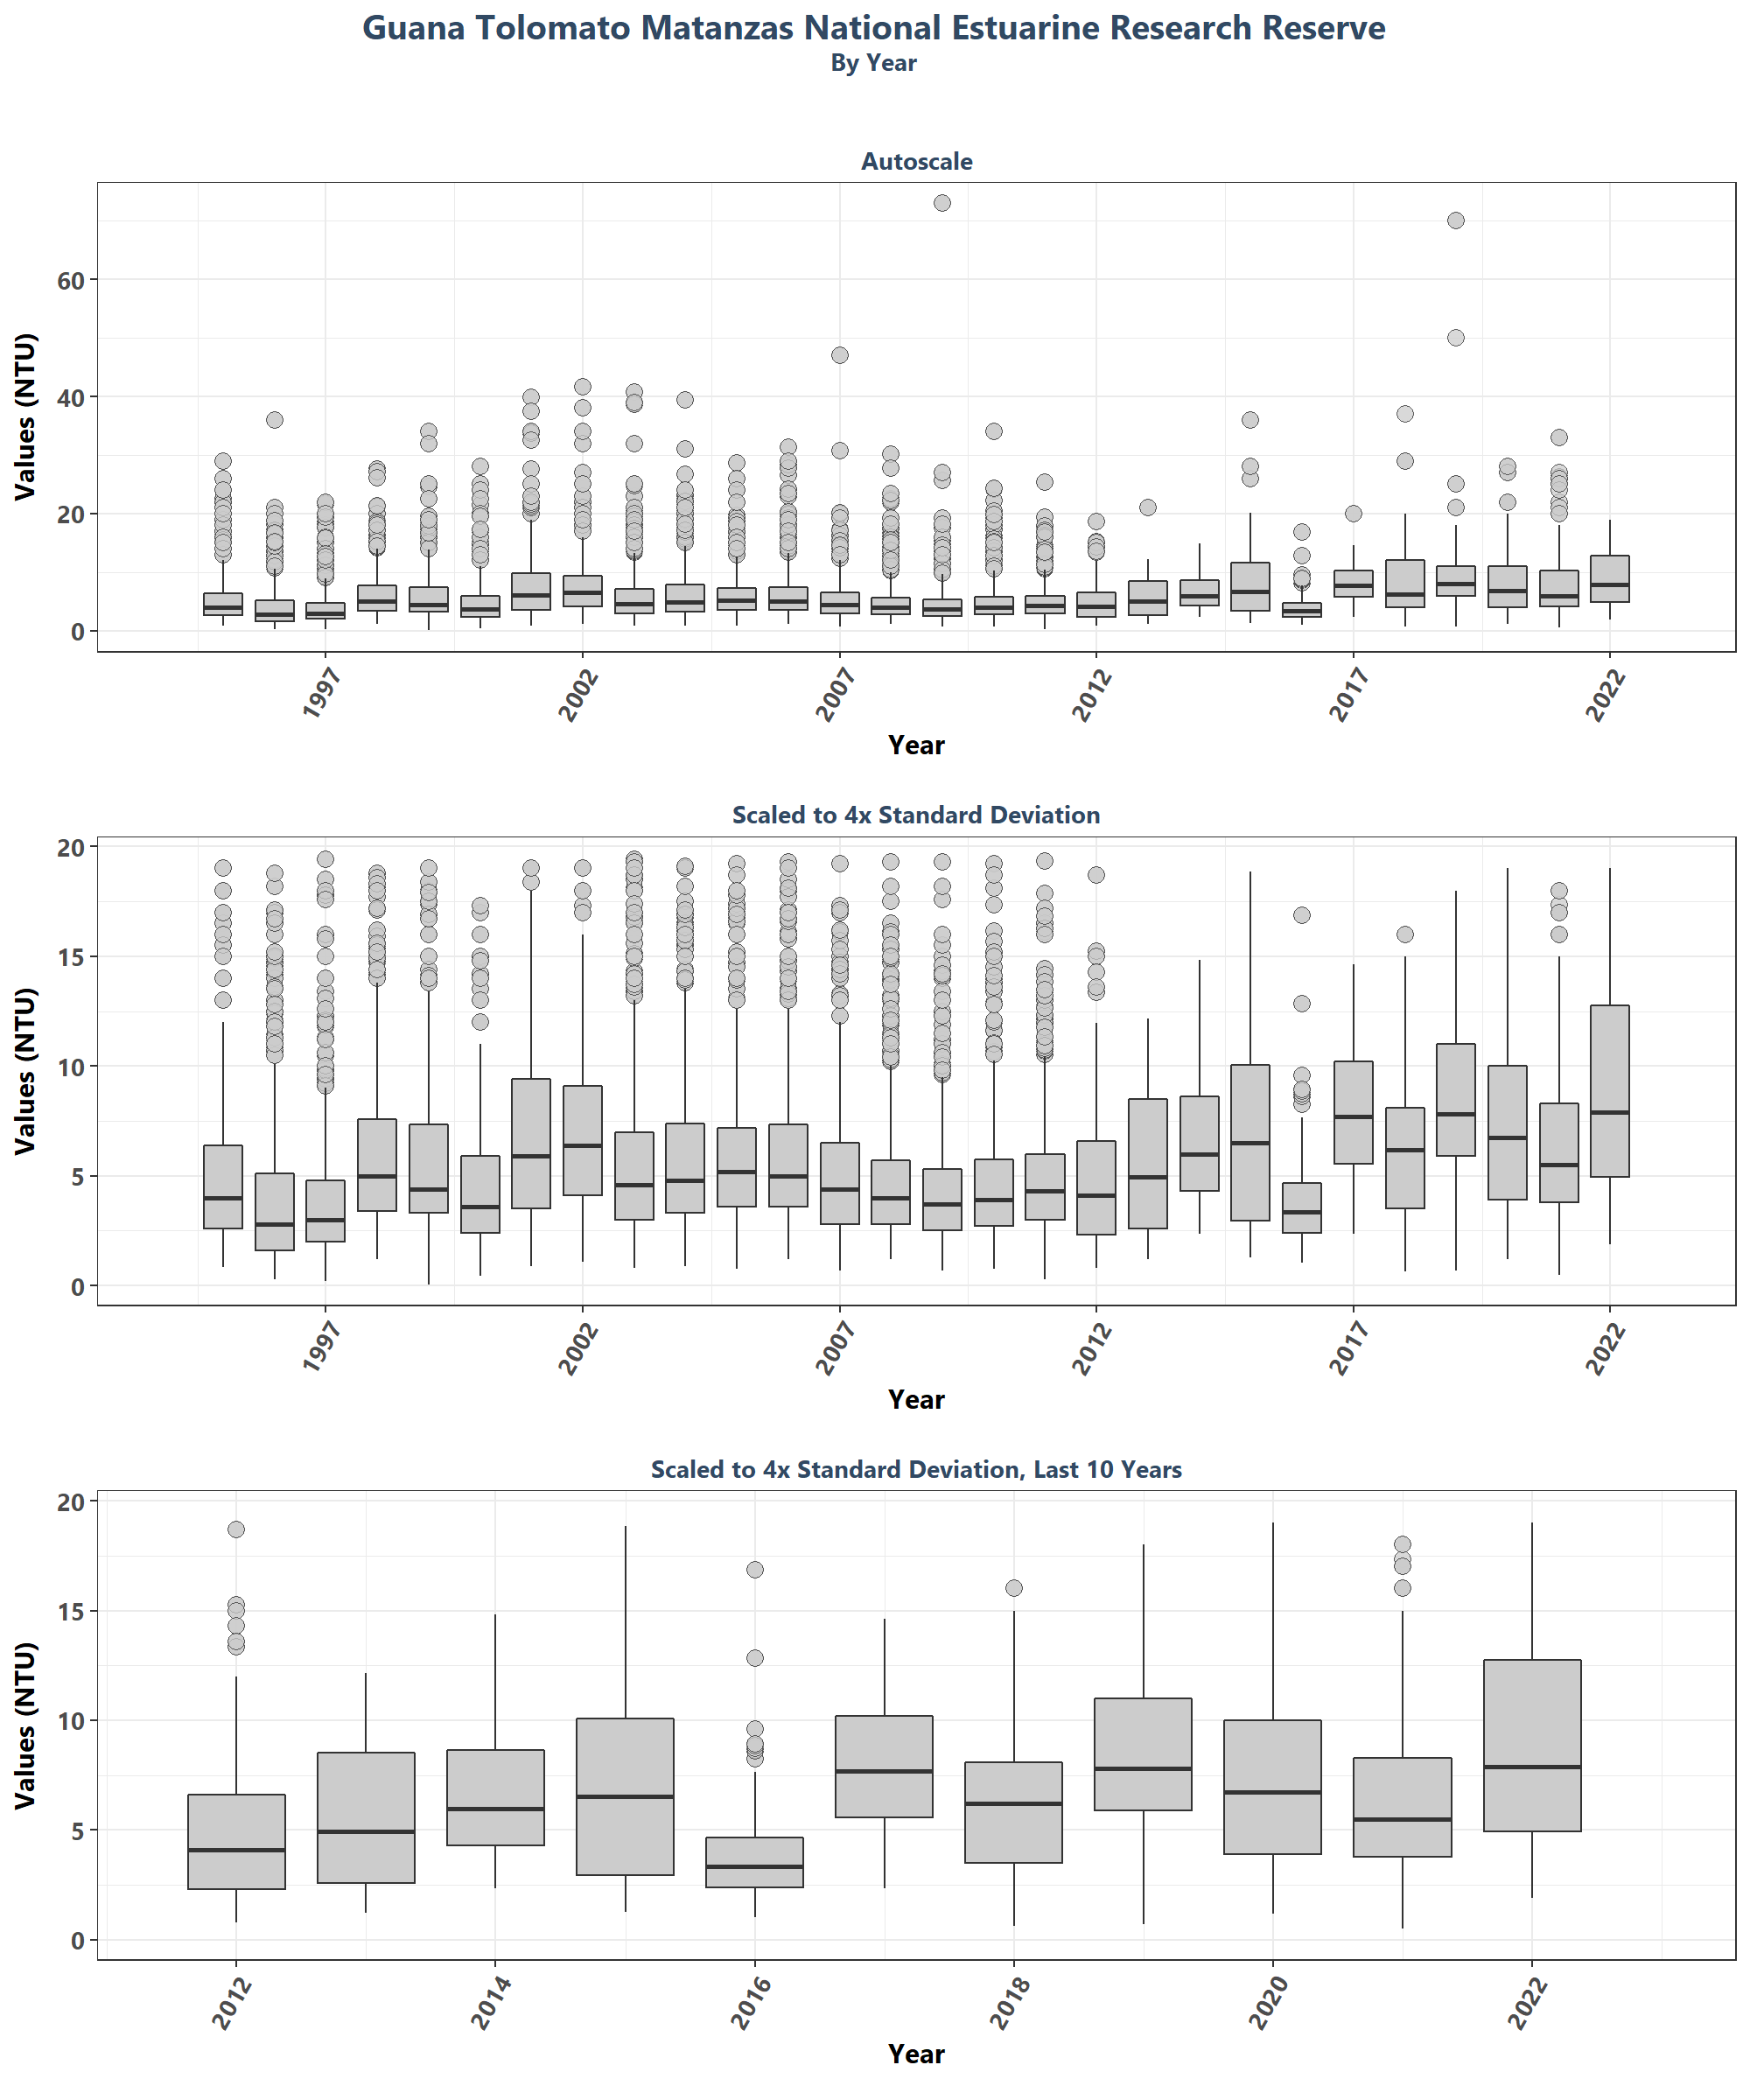 Guana Tolomato Matanzas National Estuarine Research Reserve
By Year
Autoscale
Values (NTU)
60
40
20
0
1997 2002 2007 2012 2017 2022
Year
Scaled to 4x Standard Deviation
Values (NTU)
20
15
10
5
0
1997 2002 2007 2012 2017 2022
Year
Scaled to 4x Standard Deviation, Last 10 Years
Values (NTU)
20
15
10
5
0
2012 2014 2016 2018 2020 2022
Year